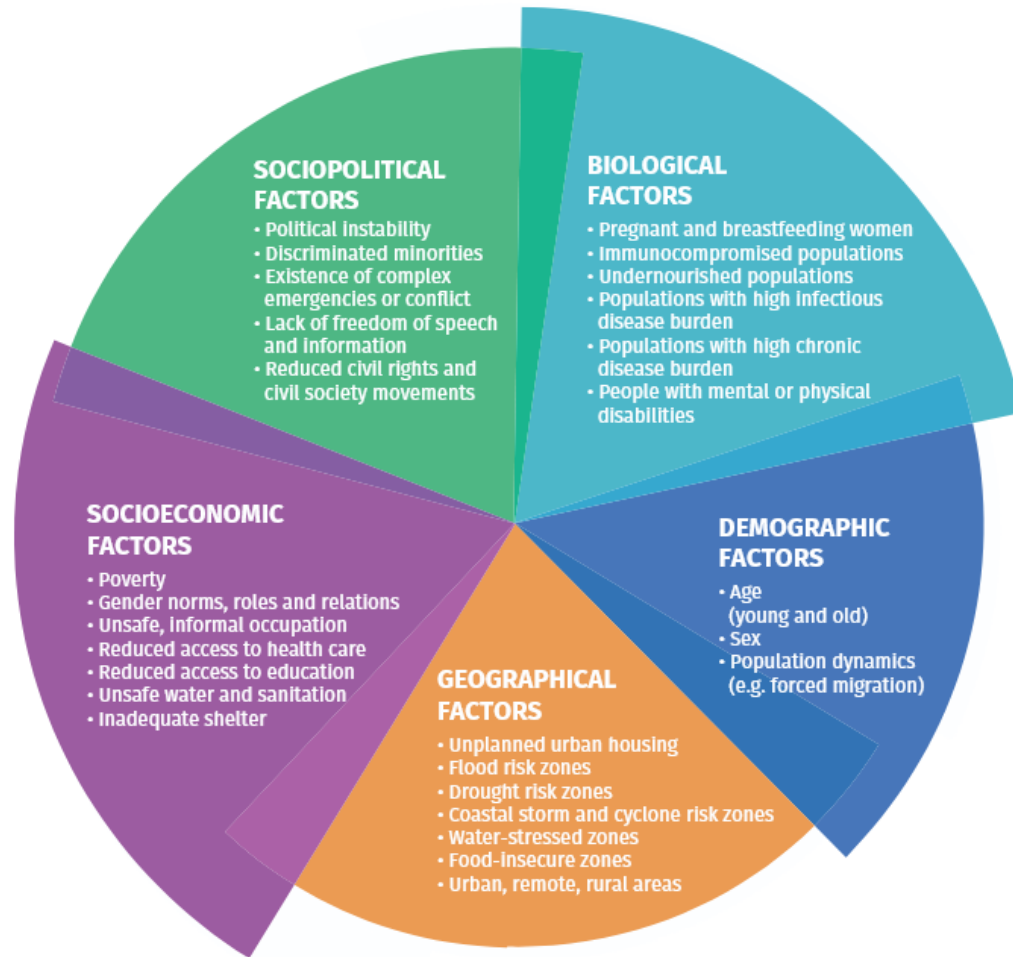 SOCIOPOLITICAL
FACTORS
• Political instability
• Discriminated minorities
• Existence of complex
emergencies or conflict
• Lack of freedom of speech
and information
• Reduced civil rights and
civil society movements
BIOLOGICAL
FACTORS
• Pregnant and breastfeeding women
• Immunocompromised populations
• Undernourished populations
• Populations with high infectious
disease burden
• Populations with high chronic
disease burden
• People with mental or physical
disabilities
SOCIOECONOMIC
FACTORS
• Poverty
• Gender norms, roles and relations
• Unsafe, informal occupation
• Reduced access to health care
• Reduced access to education
• Unsafe water and sanitation
• Inadequate shelter
DEMOGRAPHIC
FACTORS
• Age
(young and old)
• Sex
• Population dynamics
(e.g. forced migration)
GEOGRAPHICAL
FACTORS
• Unplanned urban housing
• Flood risk zones
• Drought risk zones
• Coastal storm and cyclone risk zones
• Water-stressed zones
• Food-insecure zones
• Urban, remote, rural areas